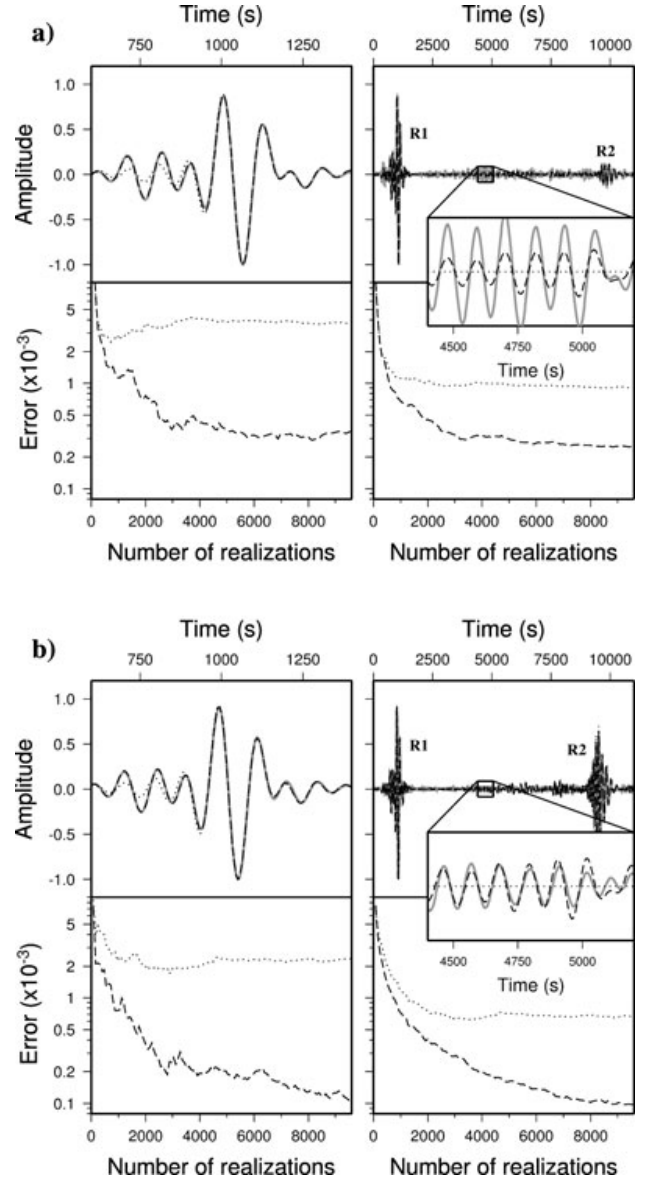 a)
Time (s)
Time (s)
750 1000 1250
0 2500 5000 7500 10000
Amplitude
1.0
0.5
0.0
-0.5
-1.0
R1
R2
4500 4750 5000
Time (s)
Error (x10⁻³)
5
2
1
0.5
0.2
0.1
0 2000 4000 6000 8000
0 2000 4000 6000 8000
Number of realizations
Number of realizations
b)
Time (s)
Time (s)
750 1000 1250
0 2500 5000 7500 10000
Amplitude
1.0
0.5
0.0
-0.5
-1.0
R1
R2
4500 4750 5000
Time (s)
Error (x10⁻³)
5
2
1
0.5
0.2
0.1
0 2000 4000 6000 8000
0 2000 4000 6000 8000
Number of realizations
Number of realizations